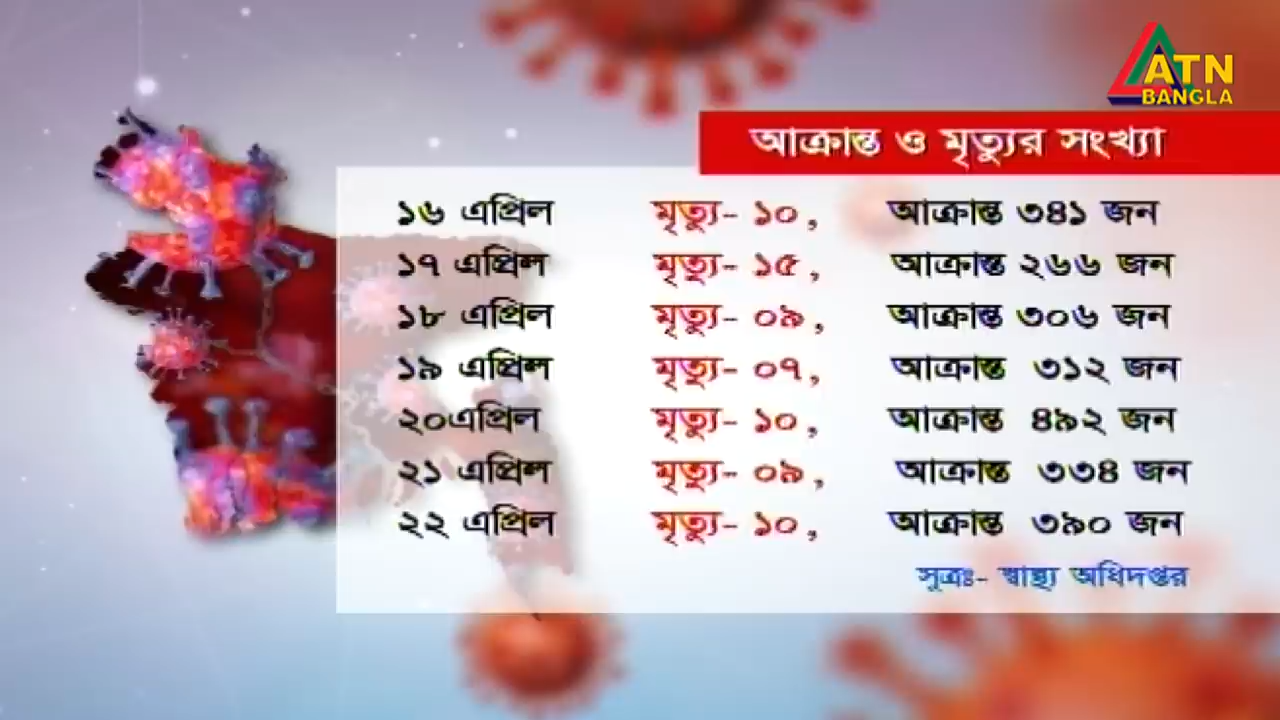 ATN
BANGLA
আক্রান্ত ও মৃত্যুর সংখ্যা
১৬ এপ্রিল মৃত্যু- ১০, আক্রান্ত ৩৪১ জন
১৭ এপ্রিল মৃত্যু- ১৫, আক্রান্ত ২৬৬ জন
১৮ এপ্রিল মৃত্যু- ০৯, আক্রান্ত ৩০৬ জন
১৯ এপ্রিল মৃত্যু- ০৭, আক্রান্ত ৩১২ জন
২০এপ্রিল মৃত্যু- ১০, আক্রান্ত ৪৯২ জন
২১ এপ্রিল মৃত্যু- ০৯, আক্রান্ত ৩৩৪ জন
২২ এপ্রিল মৃত্যু- ১০, আক্রান্ত ৩৯০ জন
সুত্রঃ- স্বাস্থ্য অধিদপ্তর